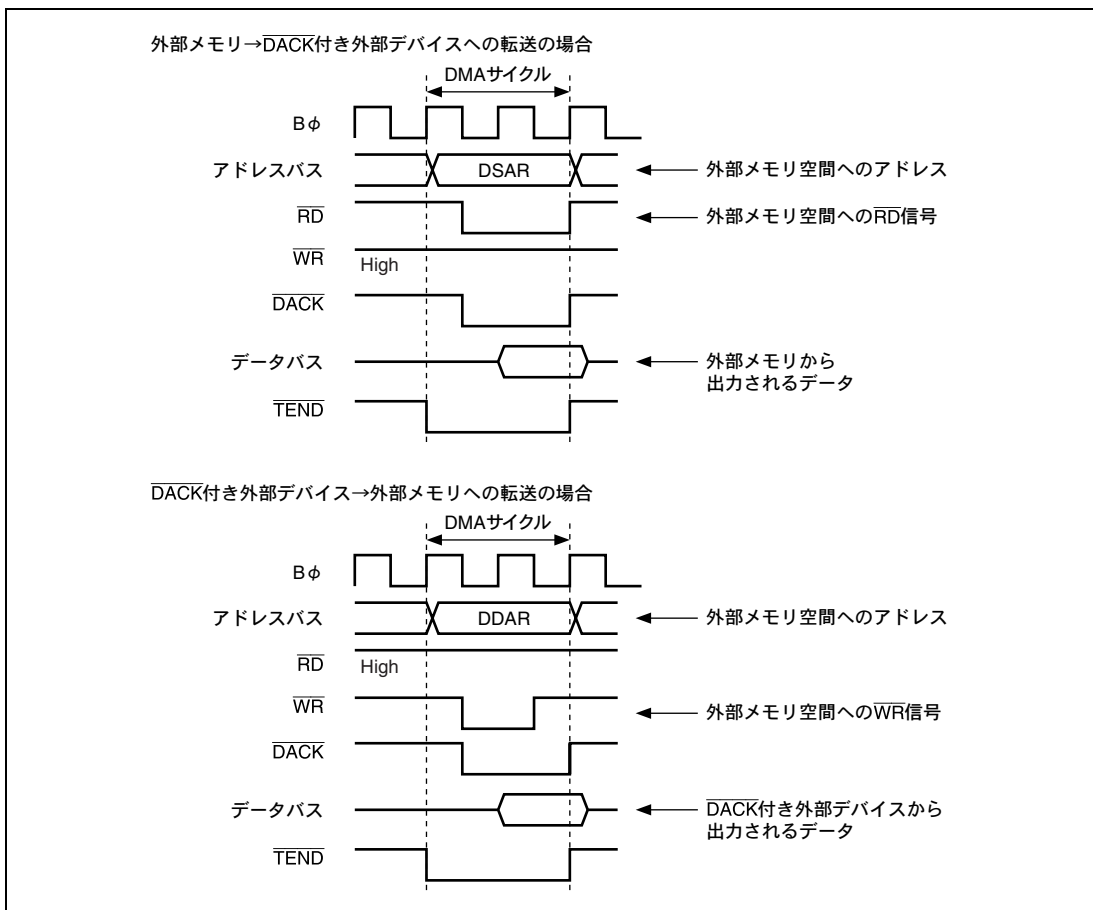 外部メモリ→DACK付き外部デバイスへの転送の場合
DMAサイクル
Bφ
アドレスバス
DSAR
外部メモリ空間へのアドレス
RD
外部メモリ空間へのRD信号
WR
High
DACK
データバス
外部メモリから
出力されるデータ
TEND
DACK付き外部デバイス→外部メモリへの転送の場合
DMAサイクル
Bφ
アドレスバス
DDAR
外部メモリ空間へのアドレス
RD
High
WR
外部メモリ空間へのWR信号
DACK
データバス
DACK付き外部デバイスから
出力されるデータ
TEND